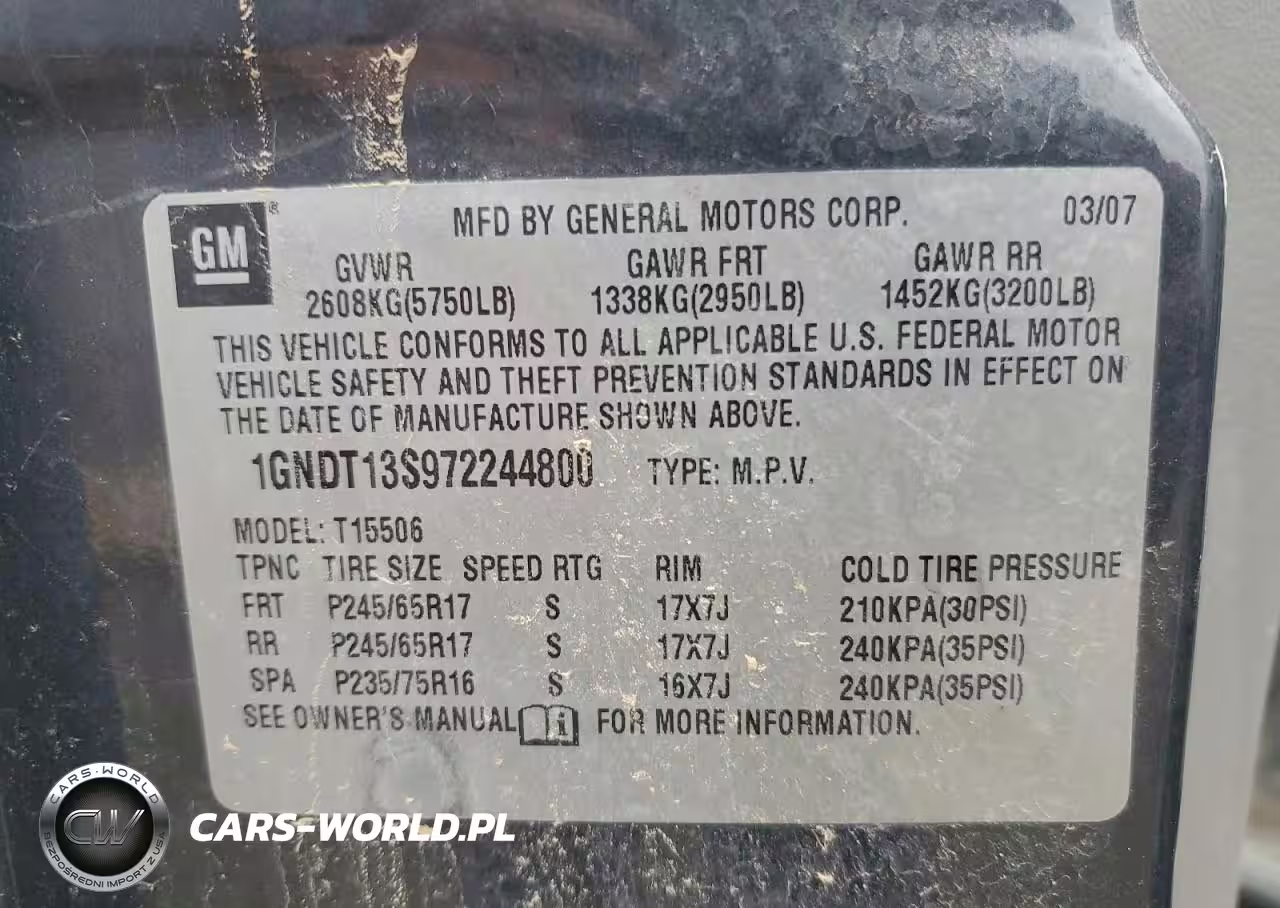 GM®
MFD BY GENERAL MOTORS CORP. 03/07
GVWR GAWR FRT GAWR RR
2608KG(5750LB) 1338KG(2950LB) 1452KG(3200LB)
THIS VEHICLE CONFORMS TO ALL APPLICABLE U.S. FEDERAL MOTOR
VEHICLE SAFETY AND THEFT PREVENTION STANDARDS IN EFFECT ON
THE DATE OF MANUFACTURE SHOWN ABOVE.
1GNDT13S972244800 TYPE: M.P.V.
MODEL: T15506
TPNC TIRE SIZE SPEED RTG RIM COLD TIRE PRESSURE
FRT P245/65R17 S 17X7J 210KPA(30PSI)
RR P245/65R17 S 17X7J 240KPA(35PSI)
SPA P235/75R16 S 16X7J 240KPA(35PSI)
SEE OWNER'S MANUAL i FOR MORE INFORMATION.
CARS-WORLD
CW
BEZPOŚREDNI IMPORT Z USA
CARS-WORLD.PL